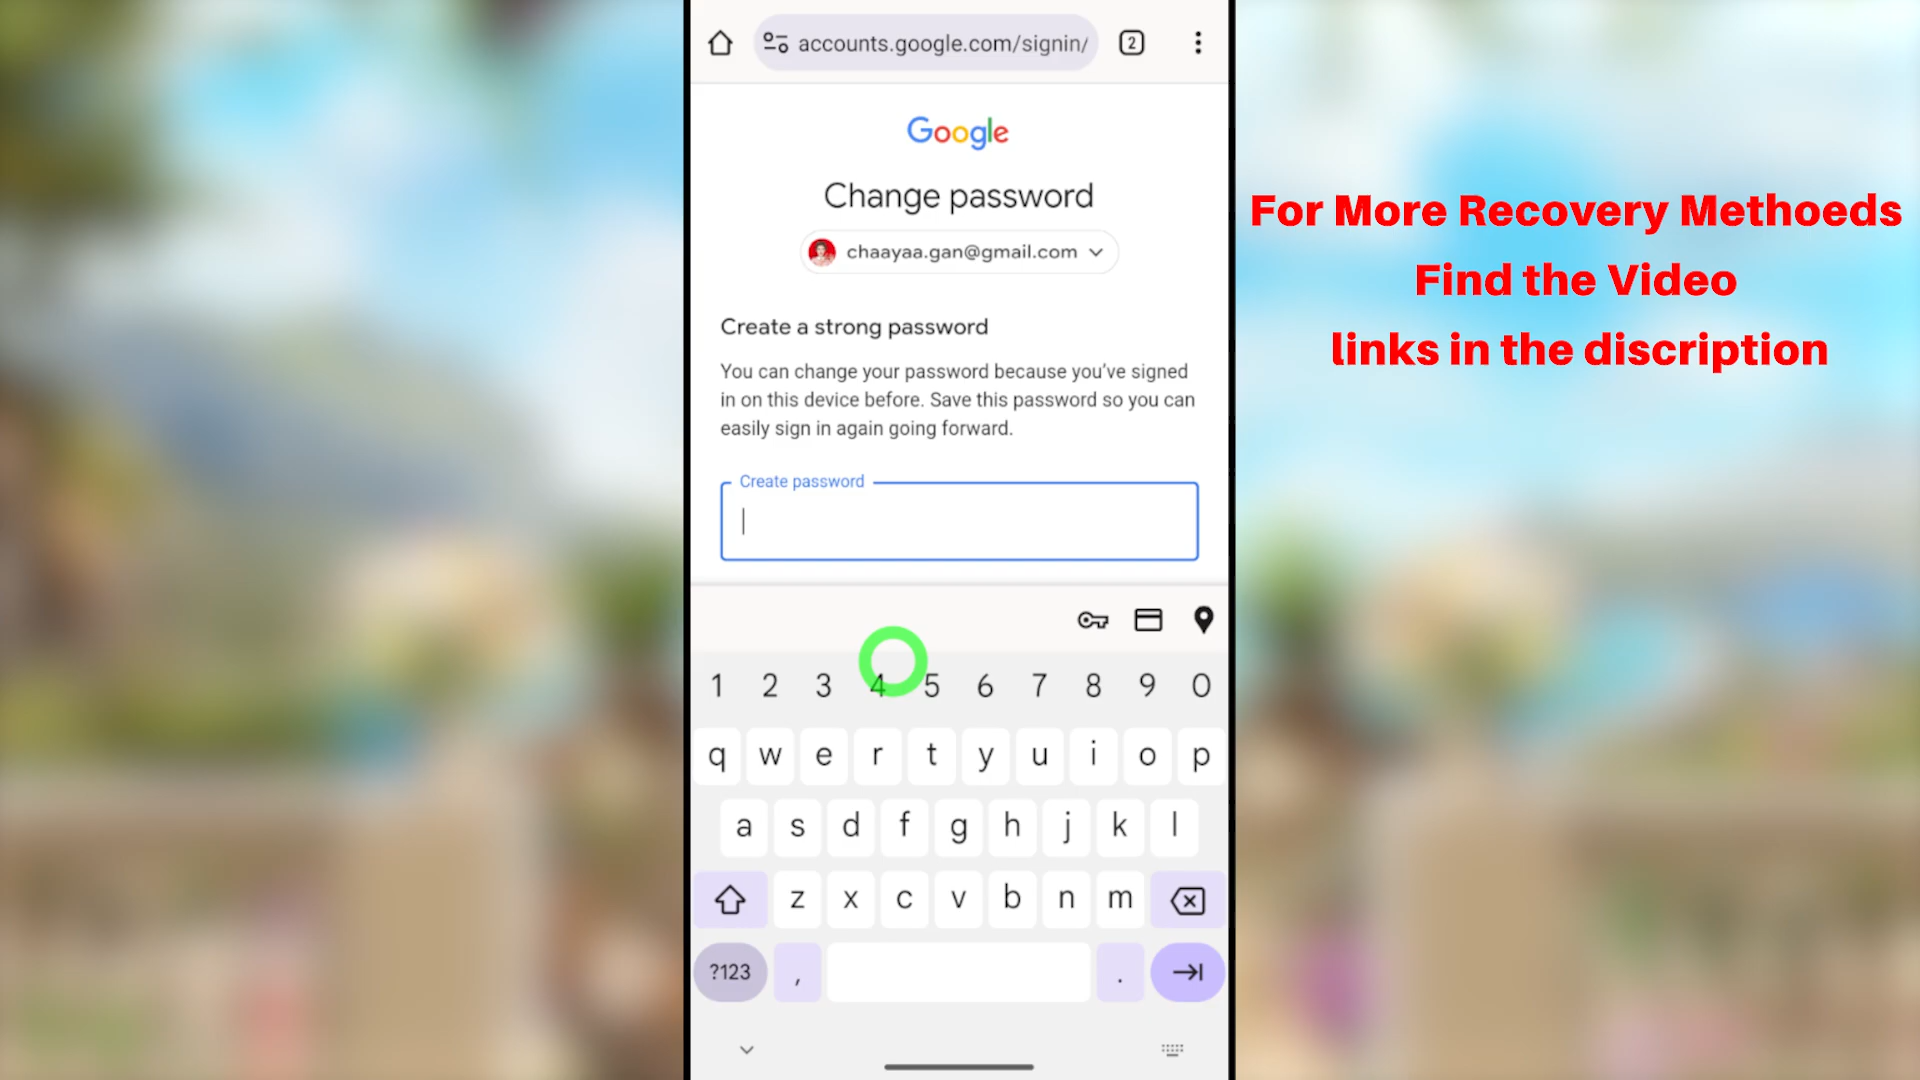 accounts.google.com/signin/
2
Google
Change password
chaayaa.gan@gmail.com
Create a strong password
You can change your password because you've signed
in on this device before. Save this password so you can
easily sign in again going forward.
Create password
1 2 3 4 5 6 7 8 9 0
q w e r t y u i o p
a s d f g h j k l
z x c v b n m
?123 , .
For More Recovery Methoeds
Find the Video
links in the discription